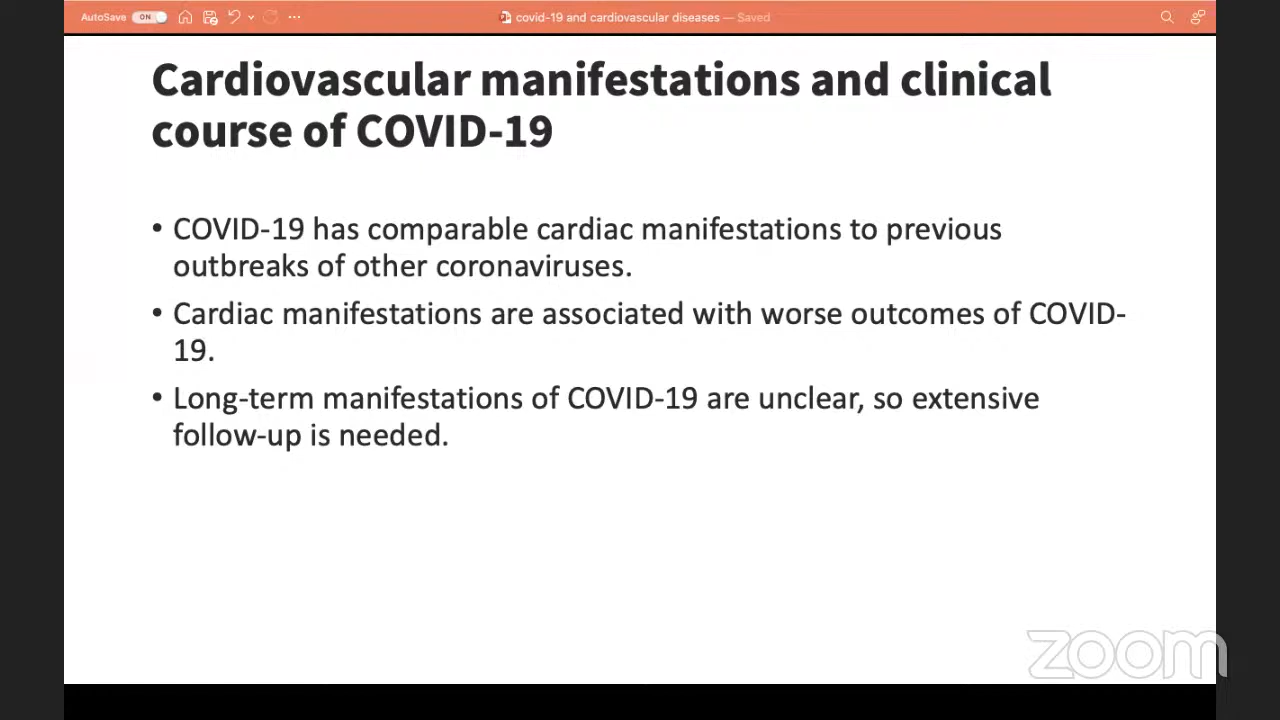 AutoSave ON
covid-19 and cardiovascular diseases — Saved
Cardiovascular manifestations and clinical
course of COVID-19
• COVID-19 has comparable cardiac manifestations to previous
outbreaks of other coronaviruses.
• Cardiac manifestations are associated with worse outcomes of COVID-
19.
• Long-term manifestations of COVID-19 are unclear, so extensive
follow-up is needed.
zoom